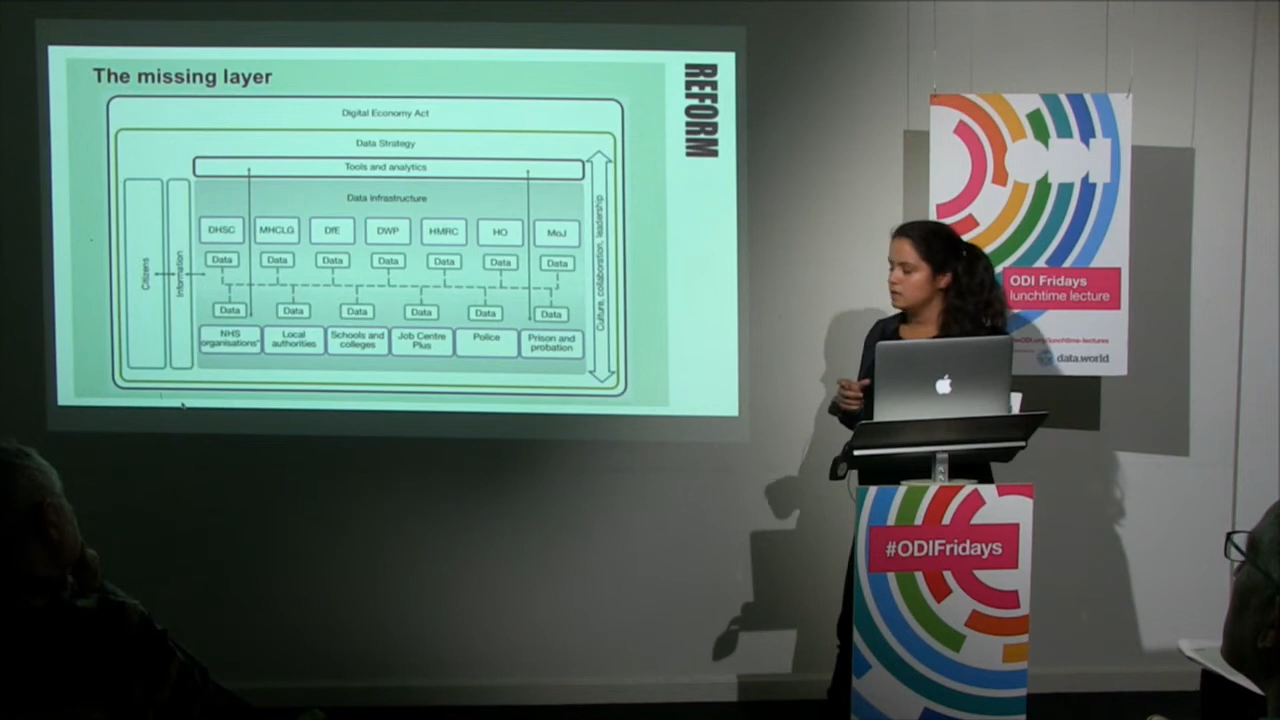 The missing layer
REFORM
Digital Economy Act
Data Strategy
Tools and analytics
Data infrastructure
Citizens
Information
Culture, collaboration, leadership
DHSC
MHCLG
DfE
DWP
HMRC
HO
MoJ
Data
Data
Data
Data
Data
Data
Data
Data
Data
Data
Data
Data
Data
NHS
organisations*
Local
authorities
Schools and
colleges
Job Centre
Plus
Police
Prison and
probation
ODI Fridays
lunchtime lecture
data.world
#ODIFridays